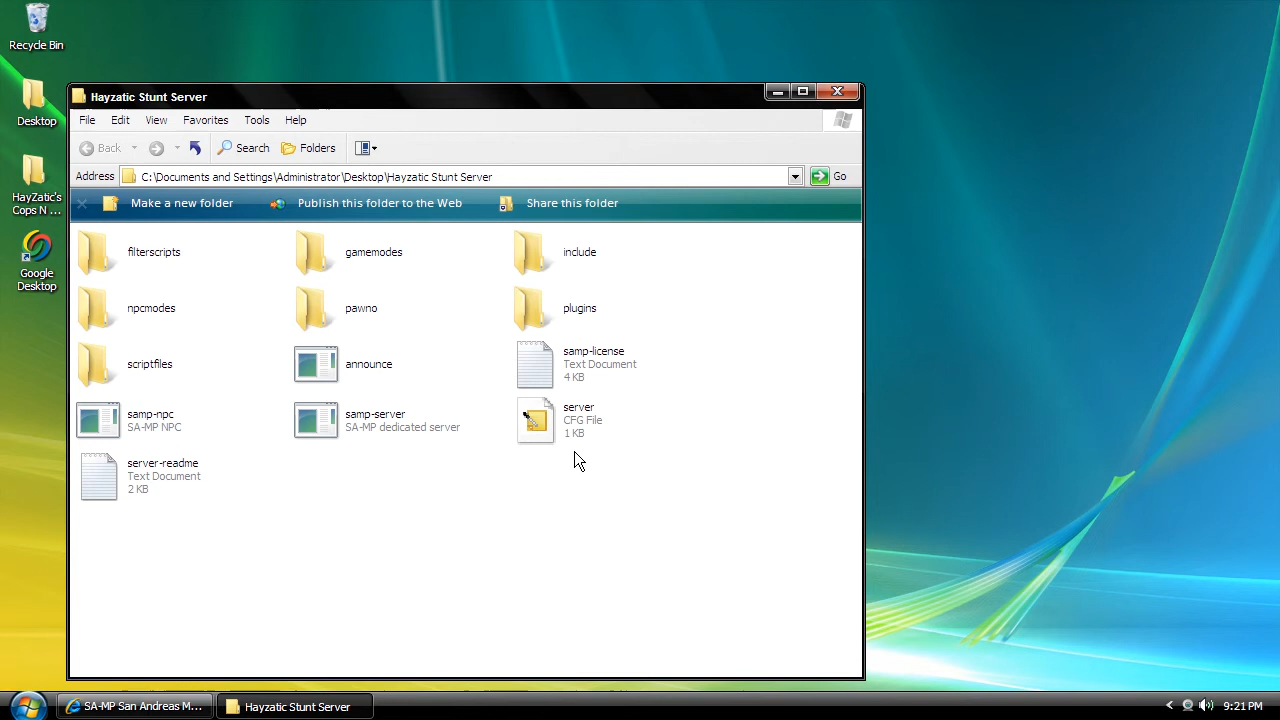 Recycle Bin
Desktop
HayZatic's
Cops N ...
Google
Desktop
Hayzatic Stunt Server
File Edit View Favorites Tools Help
Back Search Folders
Address C:\Documents and Settings\Administrator\Desktop\Hayzatic Stunt Server Go
Make a new folder Publish this folder to the Web Share this folder
filterscripts gamemodes include
npcmodes pawno plugins
scriptfiles announce samp-license
Text Document
4 KB
samp-npc samp-server server
SA-MP NPC SA-MP dedicated server CFG File
1 KB
server-readme
Text Document
2 KB
SA-MP San Andreas M... Hayzatic Stunt Server 9:21 PM